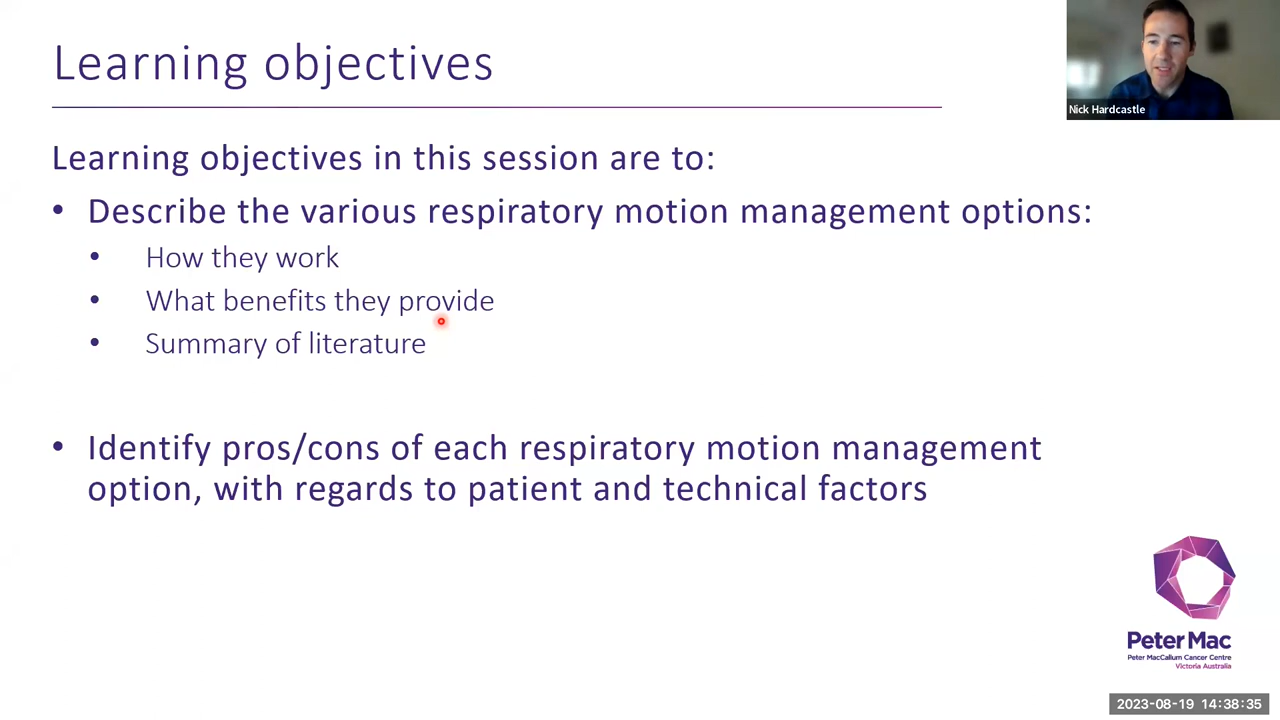 Learning objectives
Nick Hardcastle
Learning objectives in this session are to:
• Describe the various respiratory motion management options:
• How they work
• What benefits they provide
• Summary of literature
• Identify pros/cons of each respiratory motion management
option, with regards to patient and technical factors
Peter Mac
Peter MacCallum Cancer Centre
Victoria Australia
2023-08-19 14:38:35